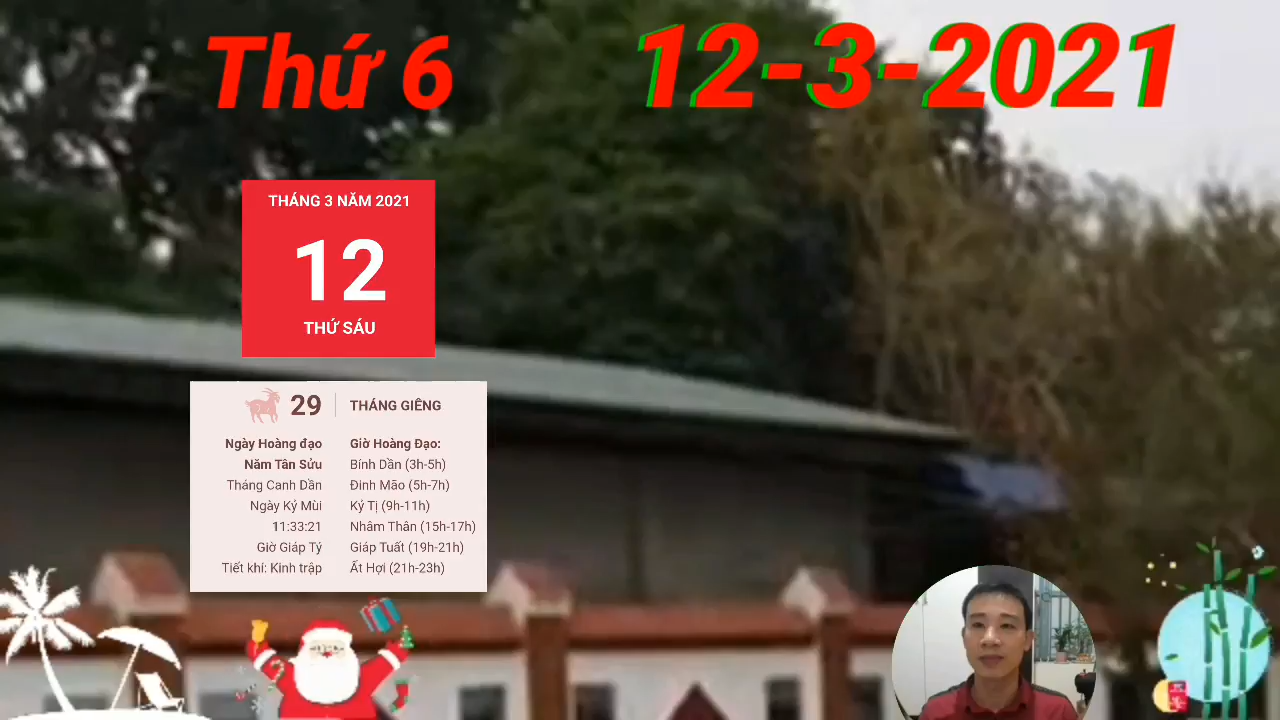 Thứ 6
12-3-2021
THÁNG 3 NĂM 2021
12
THỨ SÁU
29
THÁNG GIÊNG
Ngày Hoàng đạo
Năm Tân Sửu
Tháng Canh Dần
Ngày Kỷ Mùi
11:33:21
Giờ Giáp Tý
Tiết khí: Kinh trập
Giờ Hoàng Đạo:
Bính Dần (3h-5h)
Đinh Mão (5h-7h)
Kỷ Tị (9h-11h)
Nhâm Thân (15h-17h)
Giáp Tuất (19h-21h)
Ất Hợi (21h-23h)